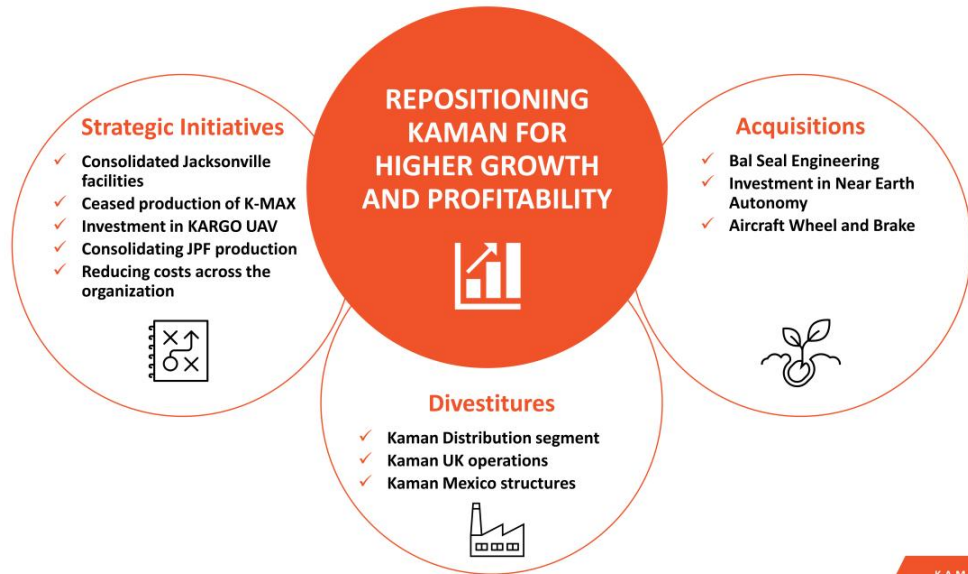 REPOSITIONING
KAMAN FOR
HIGHER GROWTH
AND PROFITABILITY
Strategic Initiatives
✓ Consolidated Jacksonville
facilities
✓ Ceased production of K-MAX
✓ Investment in KARGO UAV
✓ Consolidating JPF production
✓ Reducing costs across the
organization
Acquisitions
✓ Bal Seal Engineering
✓ Investment in Near Earth
Autonomy
✓ Aircraft Wheel and Brake
Divestitures
✓ Kaman Distribution segment
✓ Kaman UK operations
✓ Kaman Mexico structures